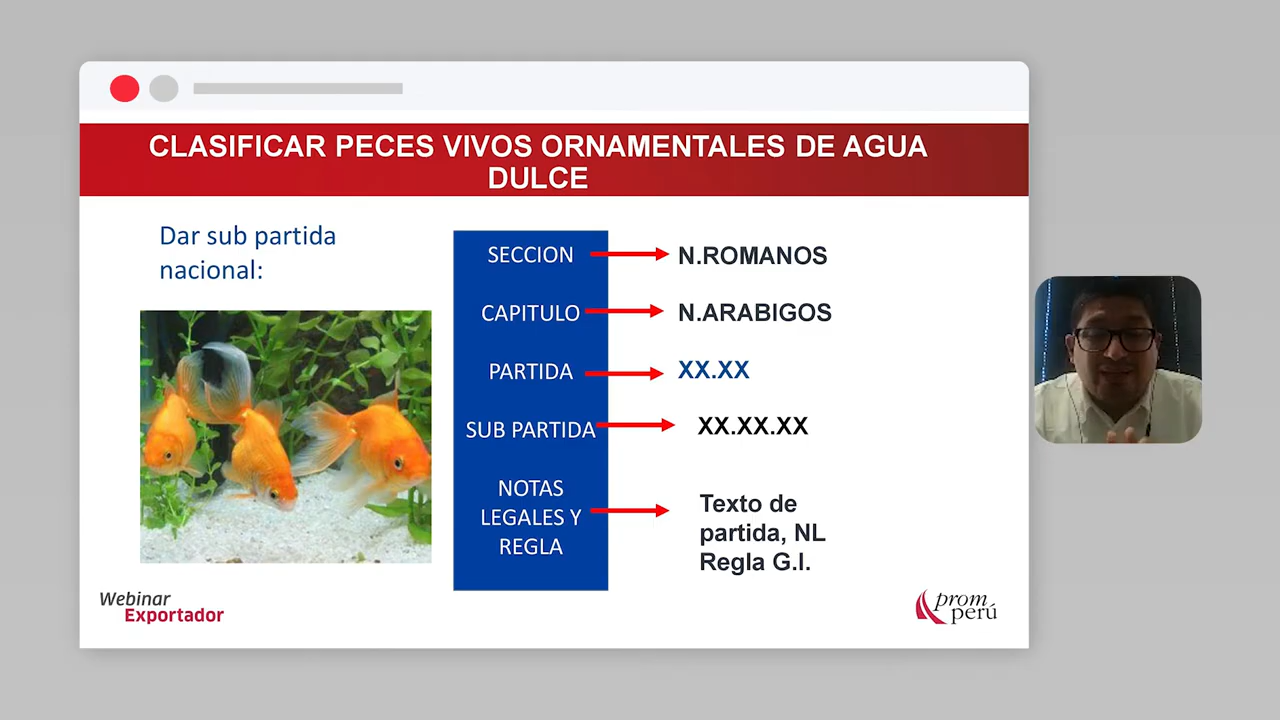 CLASIFICAR PECES VIVOS ORNAMENTALES DE AGUA
DULCE
Dar sub partida
nacional:
SECCION
N.ROMANOS
CAPITULO
N.ARABIGOS
PARTIDA
XX.XX
SUB PARTIDA
XX.XX.XX
NOTAS
LEGALES Y
REGLA
Texto de
partida, NL
Regla G.I.
Webinar
Exportador
prom
perú